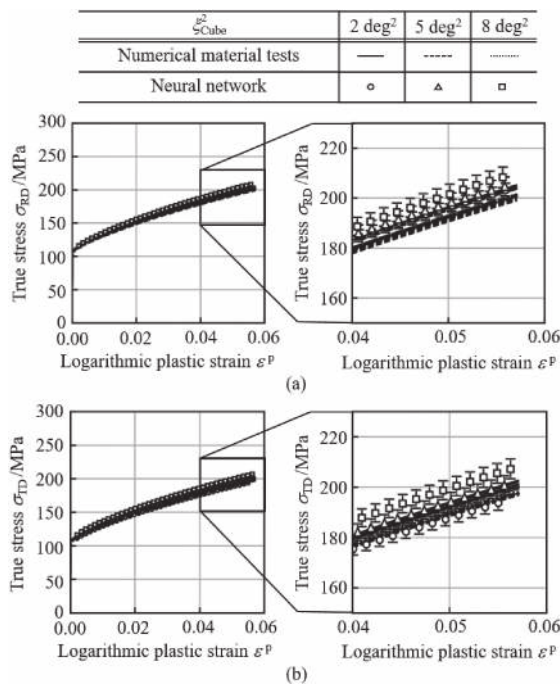 ξ²Cube 2 deg² 5 deg² 8 deg²
Numerical material tests
Neural network
300
250
200
150
100
50
0
0.00 0.02 0.04 0.06
True stress σRD /MPa
Logarithmic plastic strain εᵖ
220
200
180
160
0.04 0.05 0.06
True stress σRD /MPa
Logarithmic plastic strain εᵖ
(a)
300
250
200
150
100
50
0
0.00 0.02 0.04 0.06
True stress σTD /MPa
Logarithmic plastic strain εᵖ
220
200
180
160
0.04 0.05 0.06
True stress σTD /MPa
Logarithmic plastic strain εᵖ
(b)